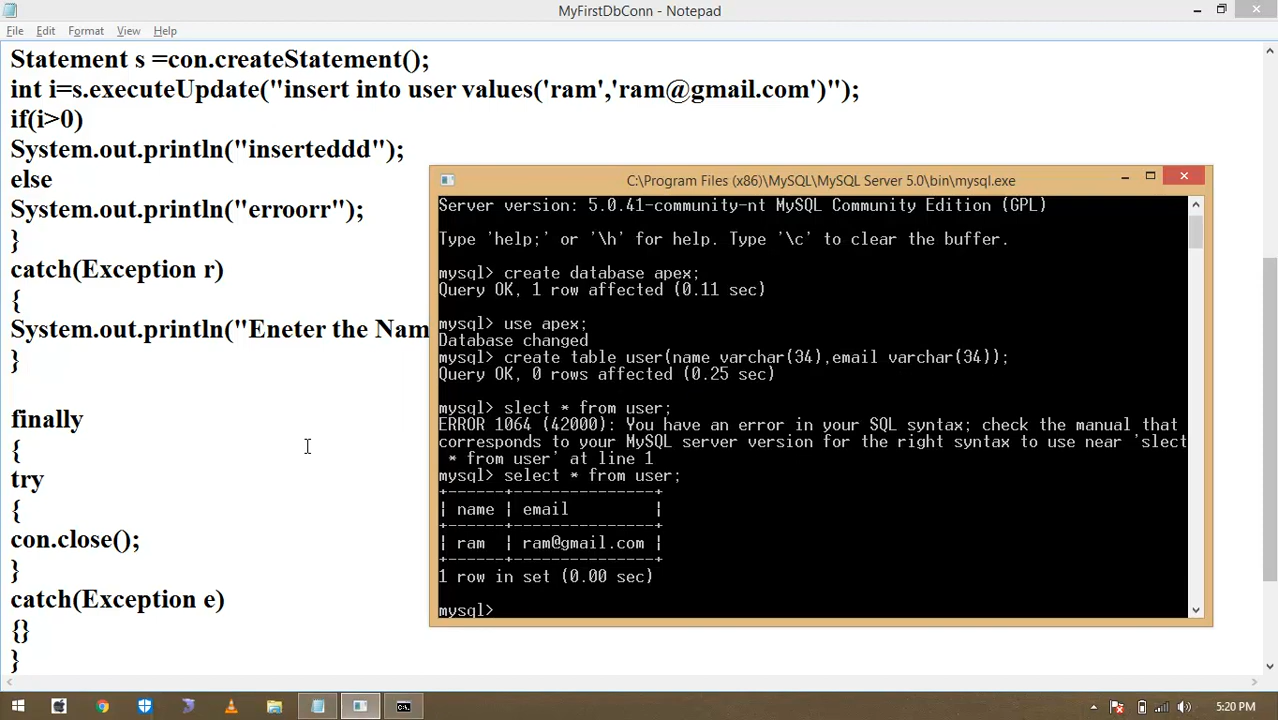 MyFirstDbConn - Notepad
File Edit Format View Help
Statement s =con.createStatement();
int i=s.executeUpdate("insert into user values('ram','ram@gmail.com')");
if(i>0)
System.out.println("inserteddd");
else
System.out.println("erroorr");
}
catch(Exception r)
{
System.out.println("Eneter the Nam
}
finally
{
try
{
con.close();
}
catch(Exception e)
{}
}
C:\Program Files (x86)\MySQL\MySQL Server 5.0\bin\mysql.exe
Server version: 5.0.41-community-nt MySQL Community Edition (GPL)
Type 'help;' or '\h' for help. Type '\c' to clear the buffer.
mysql> create database apex;
Query OK, 1 row affected (0.11 sec)
mysql> use apex;
Database changed
mysql> create table user(name varchar(34),email varchar(34));
Query OK, 0 rows affected (0.25 sec)
mysql> slect * from user;
ERROR 1064 (42000): You have an error in your SQL syntax; check the manual that
corresponds to your MySQL server version for the right syntax to use near 'slect
* from user' at line 1
mysql> select * from user;
+------+---------------+
| name | email         |
+------+---------------+
| ram  | ram@gmail.com |
+------+---------------+
1 row in set (0.00 sec)
mysql>
5:20 PM